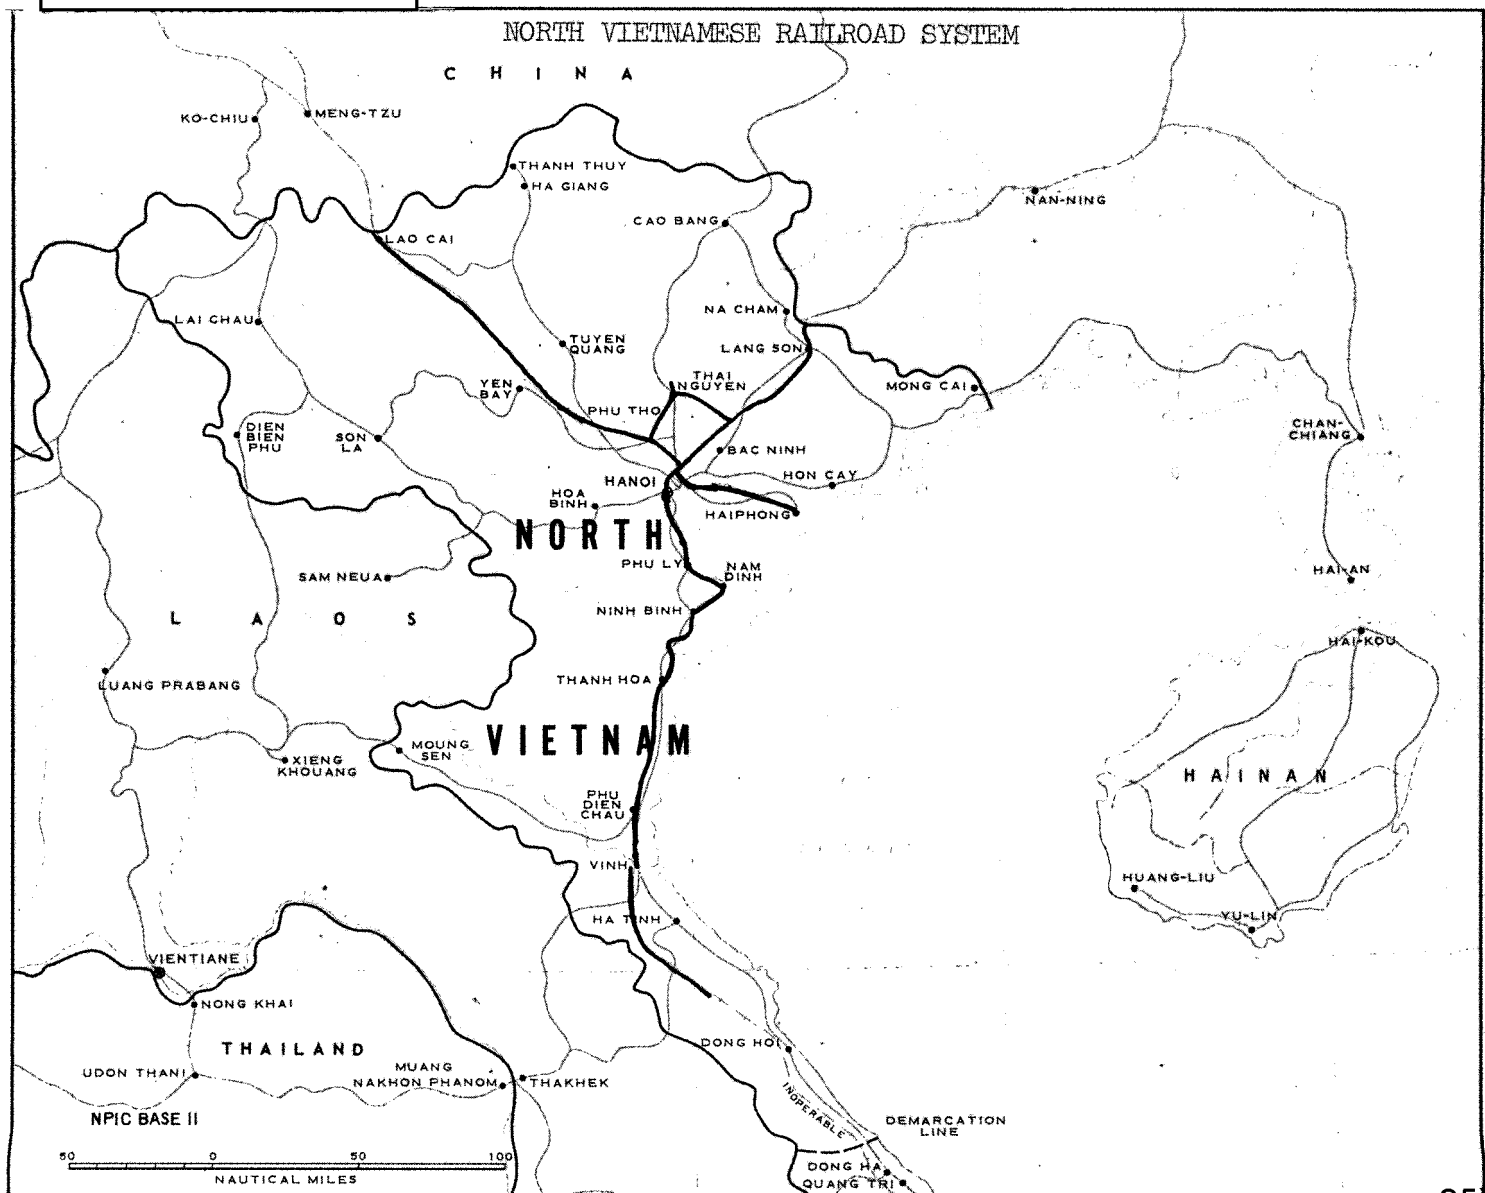 NORTH VIETNAMESE RAILROAD SYSTEM
C H I N A
KO-CHIU
MENG-TZU
THANH THUY
HA GIANG
NAN-NING
CAO BANG
LAO CAI
NA CHAM
LAI CHAU
TUYEN
QUANG
LANG SON
THAI
NGUYEN
YEN
BAY
MONG CAI
PHU THO
DIEN
BIEN
PHU
SON
LA
CHAN-
CHIANG
BAC NINH
HON CAY
HANOI
HOA
BINH
HAIPHONG
NORTH
PHU LY
NAM
DINH
HAI-AN
SAM NEUA
NINH BINH
L A O S
HAI-KOU
THANH HOA
LUANG PRABANG
VIETNAM
MOUNG
SEN
XIENG
KHOUANG
HAINAN
PHU
DIEN
CHAU
VINH
HUANG-LIU
HA TINH
YU-LIN
VIENTIANE
NONG KHAI
THAILAND
DONG HOI
UDON THANI
MUANG
NAKHON PHANOM
THAKHEK
INOPERABLE
NPIC BASE II
DEMARCATION
LINE
50 0 50 100
NAUTICAL MILES
DONG HA
QUANG TRI